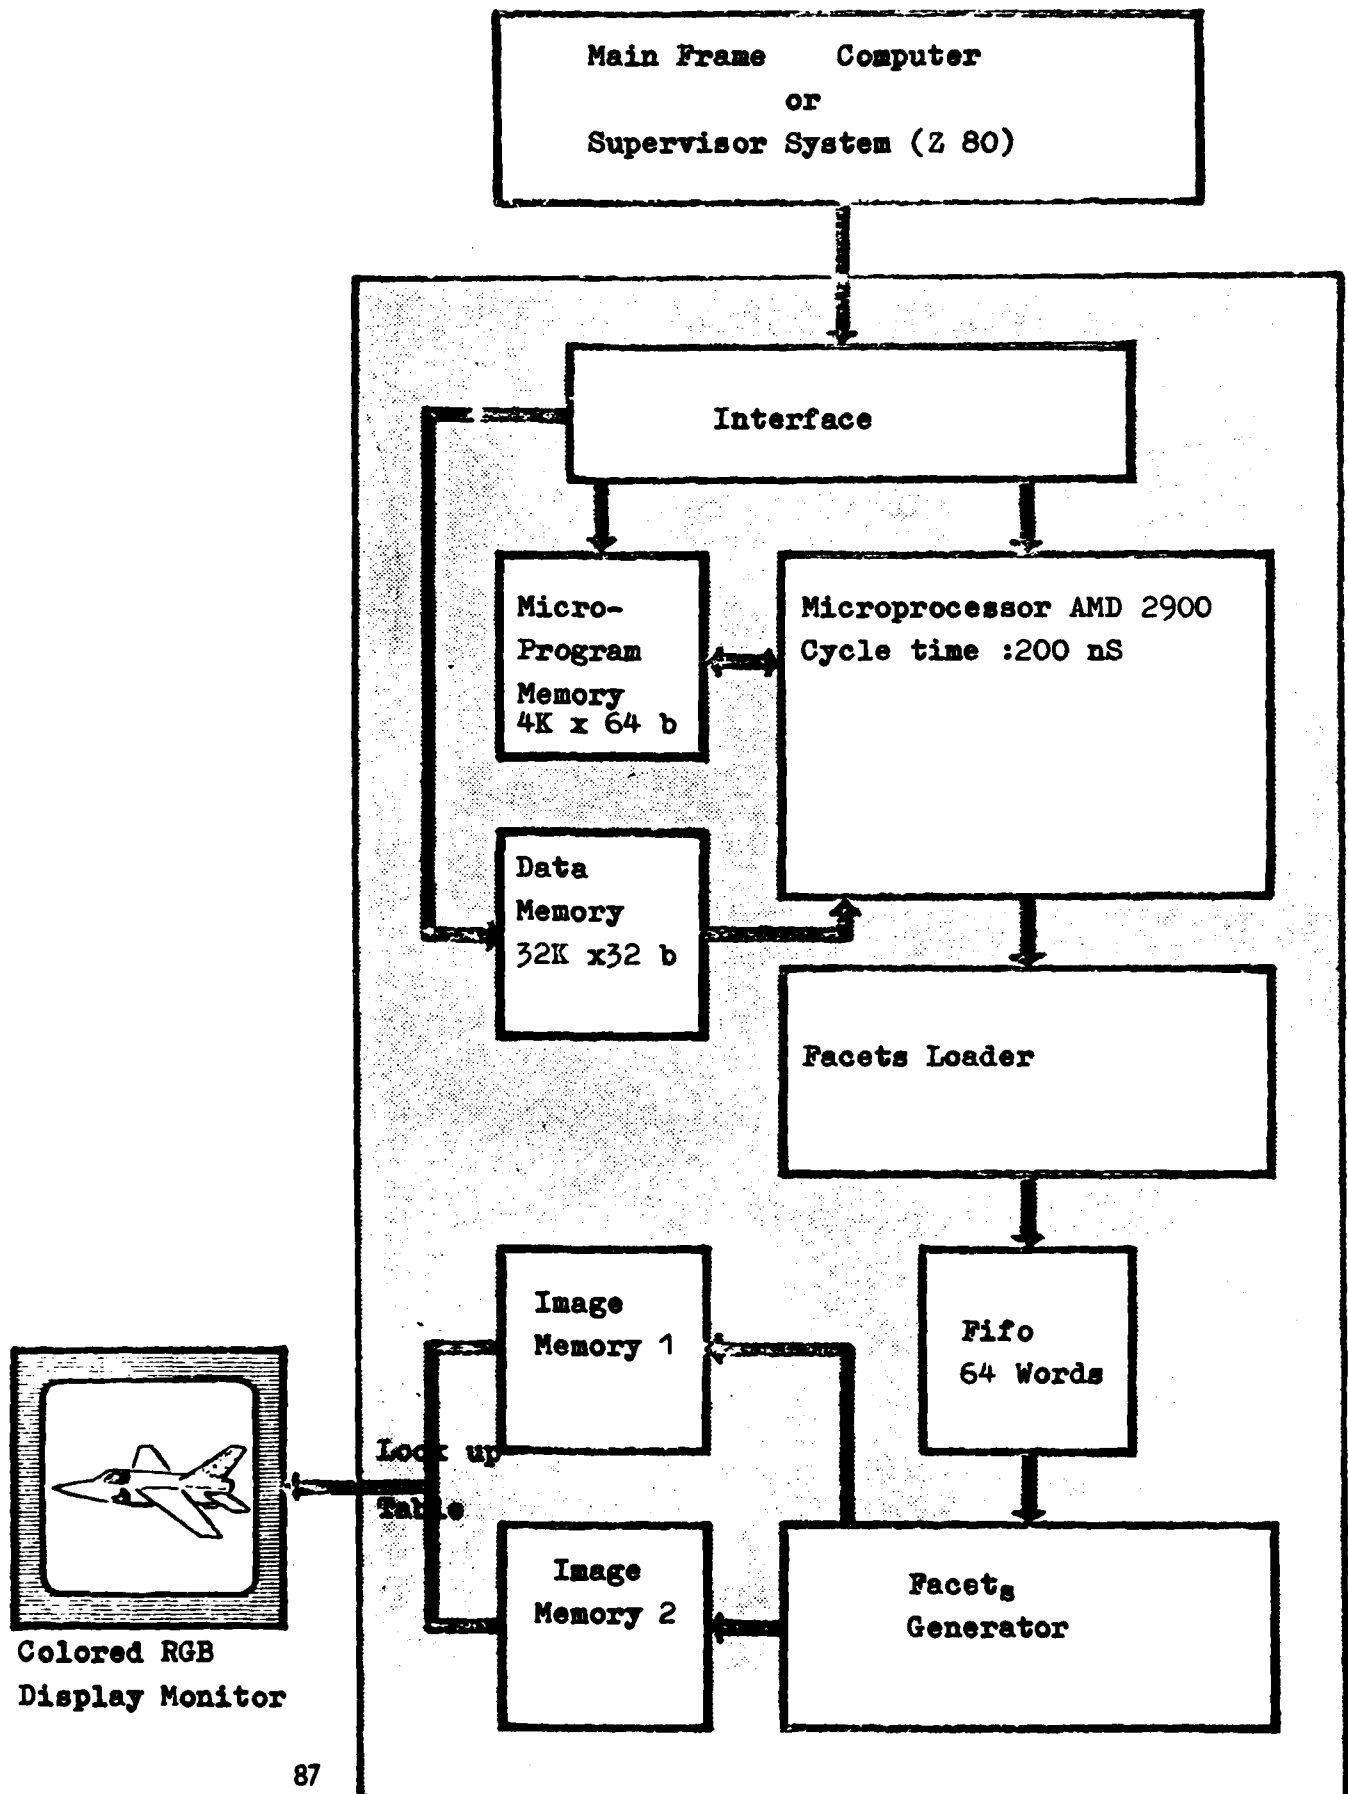 Main Frame Computer
or
Supervisor System (Z 80)
Interface
Micro-
Program
Memory
4K x 64 b
Microprocessor AMD 2900
Cycle time :200 nS
Data
Memory
32K x32 b
Facets Loader
Image
Memory 1
Fifo
64 Words
Look up
Table
Image
Memory 2
Facets
Generator
Colored RGB
Display Monitor
87